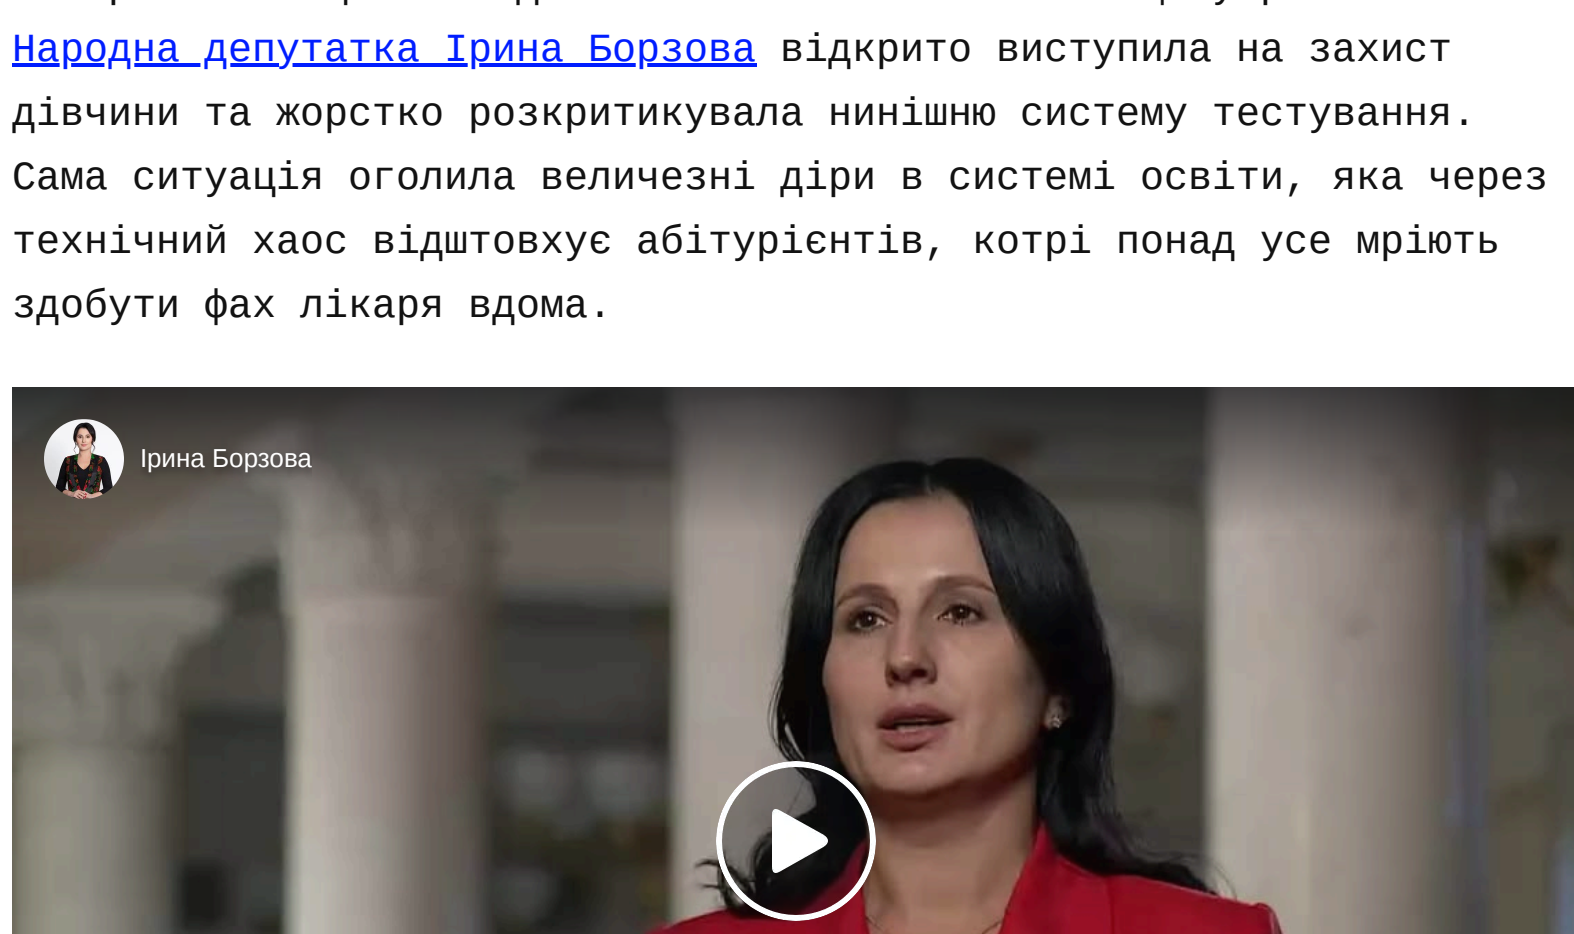 Народна депутатка Ірина Борзова відкрито виступила на захист
дівчини та жорстко розкритикувала нинішню систему тестування.
Сама ситуація оголила величезні діри в системі освіти, яка через
технічний хаос відштовхує абітурієнтів, котрі понад усе мріють
здобути фах лікаря вдома.
Ірина Борзова